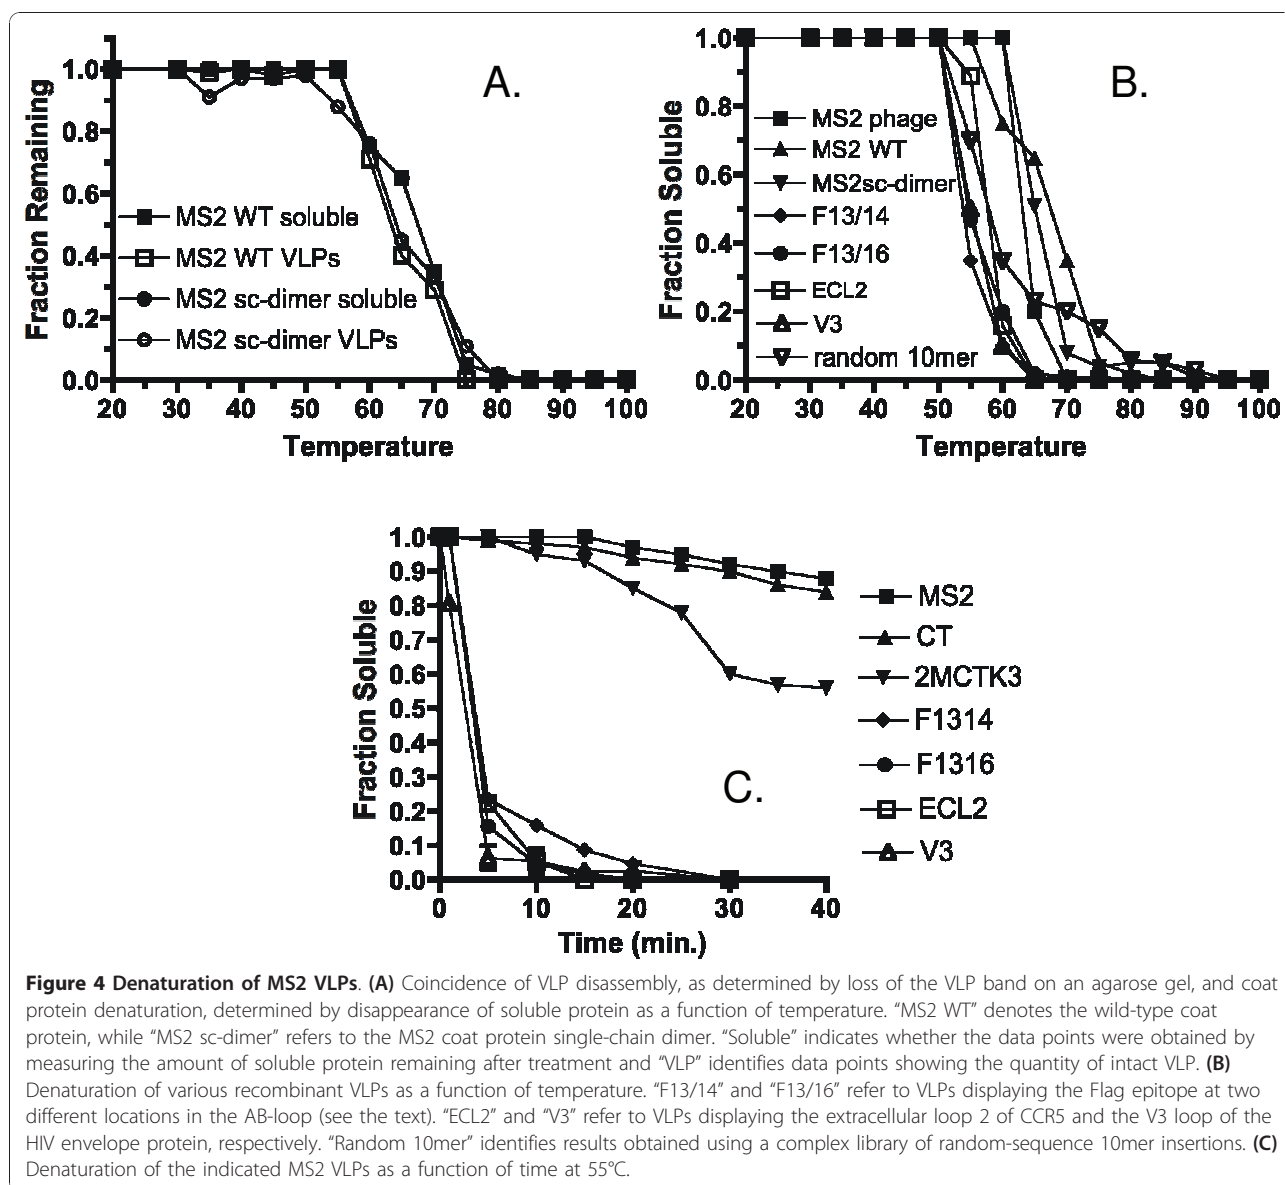 A.
1.0
0.8
0.6
0.4
0.2
0.0
Fraction Remaining
MS2 WT soluble
MS2 WT VLPs
MS2 sc-dimer soluble
MS2 sc-dimer VLPs
20 30 40 50 60 70 80 90 100
Temperature
B.
1.0
0.8
0.6
0.4
0.2
0.0
Fraction Soluble
MS2 phage
MS2 WT
MS2sc-dimer
F13/14
F13/16
ECL2
V3
random 10mer
20 30 40 50 60 70 80 90 100
Temperature
C.
1.0
0.9
0.8
0.7
0.6
0.5
0.4
0.3
0.2
0.1
0.0
Fraction Soluble
MS2
CT
2MCTK3
F1314
F1316
ECL2
V3
0 10 20 30 40
Time (min.)
Figure 4 Denaturation of MS2 VLPs. (A) Coincidence of VLP disassembly, as determined by loss of the VLP band on an agarose gel, and coat
protein denaturation, determined by disappearance of soluble protein as a function of temperature. “MS2 WT” denotes the wild-type coat
protein, while “MS2 sc-dimer” refers to the MS2 coat protein single-chain dimer. “Soluble” indicates whether the data points were obtained by
measuring the amount of soluble protein remaining after treatment and “VLP” identifies data points showing the quantity of intact VLP. (B)
Denaturation of various recombinant VLPs as a function of temperature. “F13/14” and “F13/16” refer to VLPs displaying the Flag epitope at two
different locations in the AB-loop (see the text). “ECL2” and “V3” refer to VLPs displaying the extracellular loop 2 of CCR5 and the V3 loop of the
HIV envelope protein, respectively. “Random 10mer” identifies results obtained using a complex library of random-sequence 10mer insertions. (C)
Denaturation of the indicated MS2 VLPs as a function of time at 55°C.